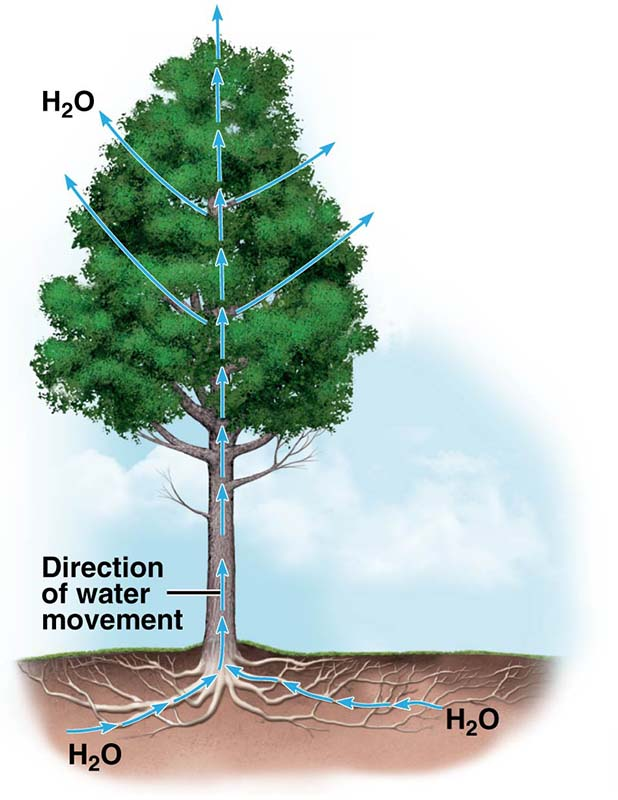 H₂O
Direction
of water
movement
H₂O
H₂O